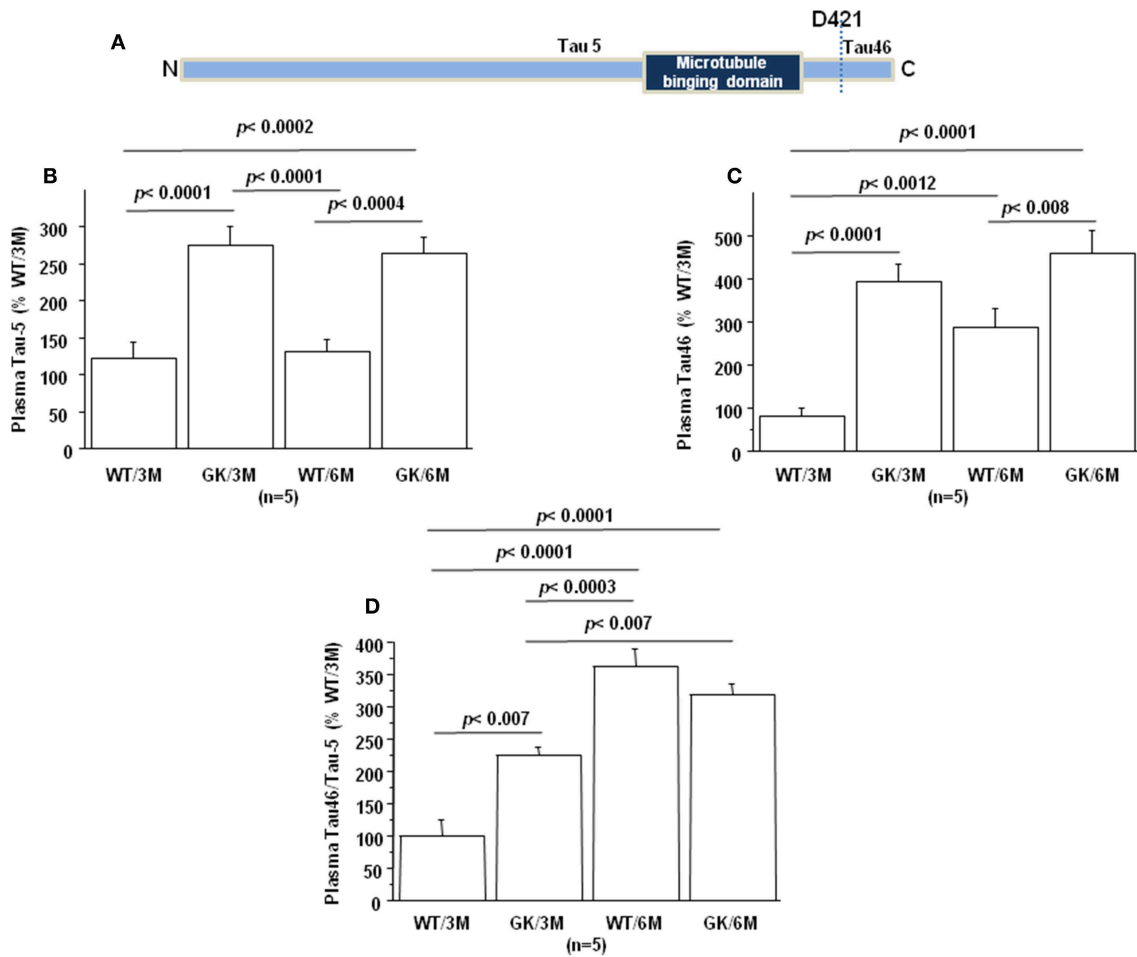 A
D421
Tau 5
Tau46
N
Microtubule
binging domain
C
B
p< 0.0002
p< 0.0001
p< 0.0001
p< 0.0004
Plasma Tau-5 (% WT/3M)
300
250
200
150
100
50
0
WT/3M GK/3M WT/6M GK/6M
(n=5)
C
p< 0.0001
p< 0.0012
p< 0.008
p< 0.0001
Plasma Tau46 (% WT/3M)
500
400
300
200
100
0
WT/3M GK/3M WT/6M GK/6M
(n=5)
D
p< 0.0001
p< 0.0001
p< 0.0003
p< 0.007
p< 0.007
Plasma Tau46/Tau-5 (% WT/3M)
400
350
300
250
200
150
100
50
0
WT/3M GK/3M WT/6M GK/6M
(n=5)